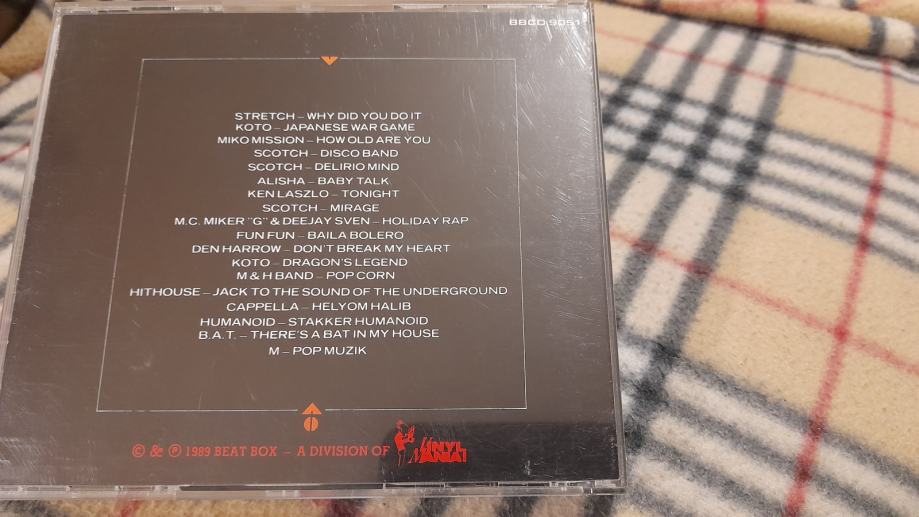 BBCD 9051
STRETCH – WHY DID YOU DO IT
KOTO – JAPANESE WAR GAME
MIKO MISSION – HOW OLD ARE YOU
SCOTCH – DISCO BAND
SCOTCH – DELIRIO MIND
ALISHA – BABY TALK
KEN LASZLO – TONIGHT
SCOTCH – MIRAGE
M.C. MIKER "G" & DEEJAY SVEN – HOLIDAY RAP
FUN FUN – BAILA BOLERO
DEN HARROW – DON'T BREAK MY HEART
KOTO – DRAGON'S LEGEND
M & H BAND – POP CORN
HITHOUSE – JACK TO THE SOUND OF THE UNDERGROUND
CAPPELLA – HELYOM HALIB
HUMANOID – STAKKER HUMANOID
B.A.T. – THERE'S A BAT IN MY HOUSE
M – POP MUZIK
© & ℗ 1989 BEAT BOX – A DIVISION OF VINYL MANIA!